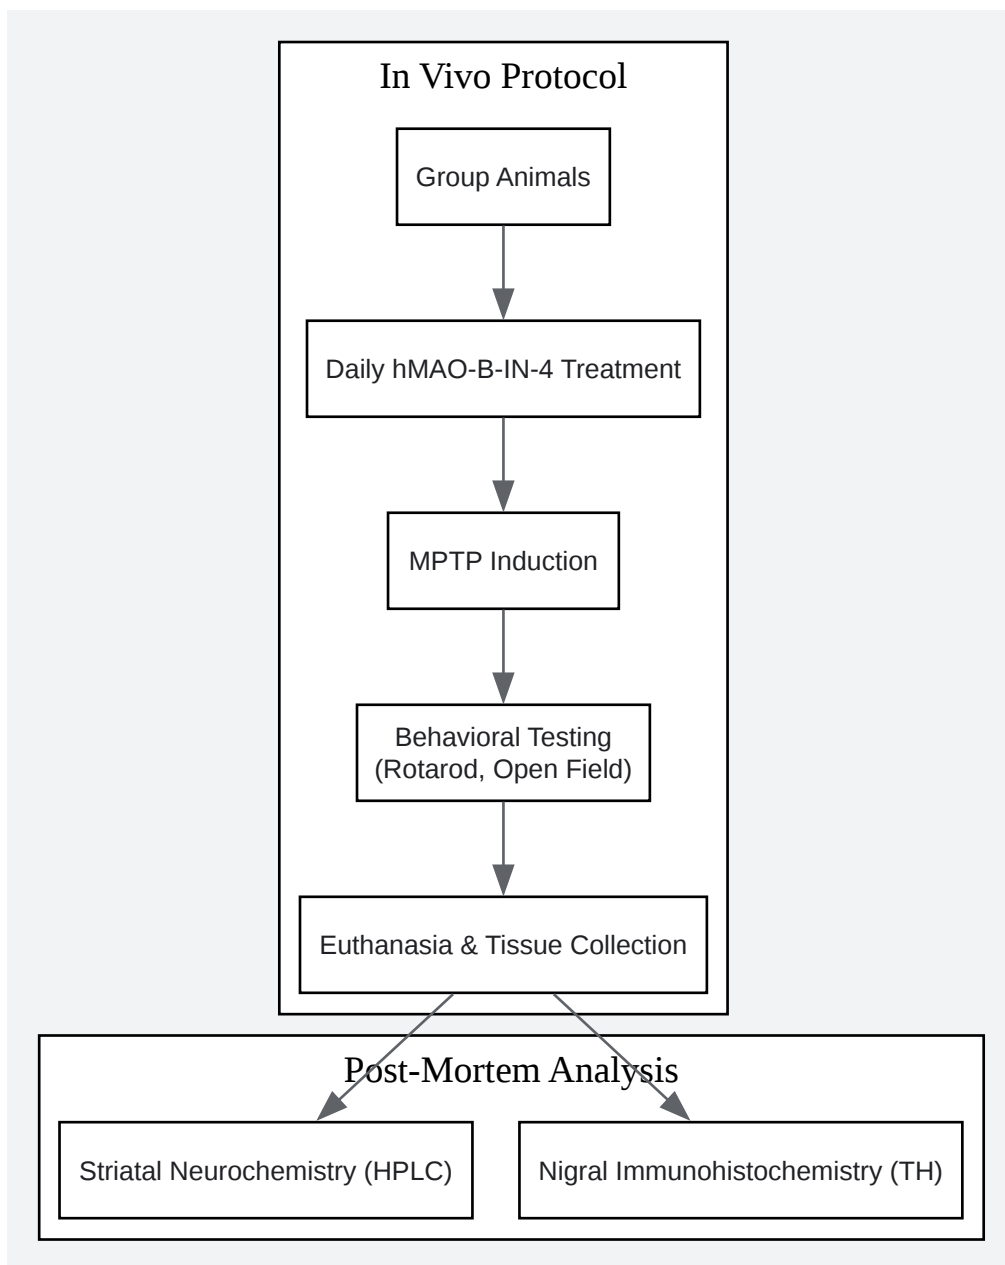 In Vivo Protocol
Group Animals
Daily hMAO-B-IN-4 Treatment
MPTP Induction
Behavioral Testing
(Rotarod, Open Field)
Euthanasia & Tissue Collection
Post-Mortem Analysis
Striatal Neurochemistry (HPLC)
Nigral Immunohistochemistry (TH)